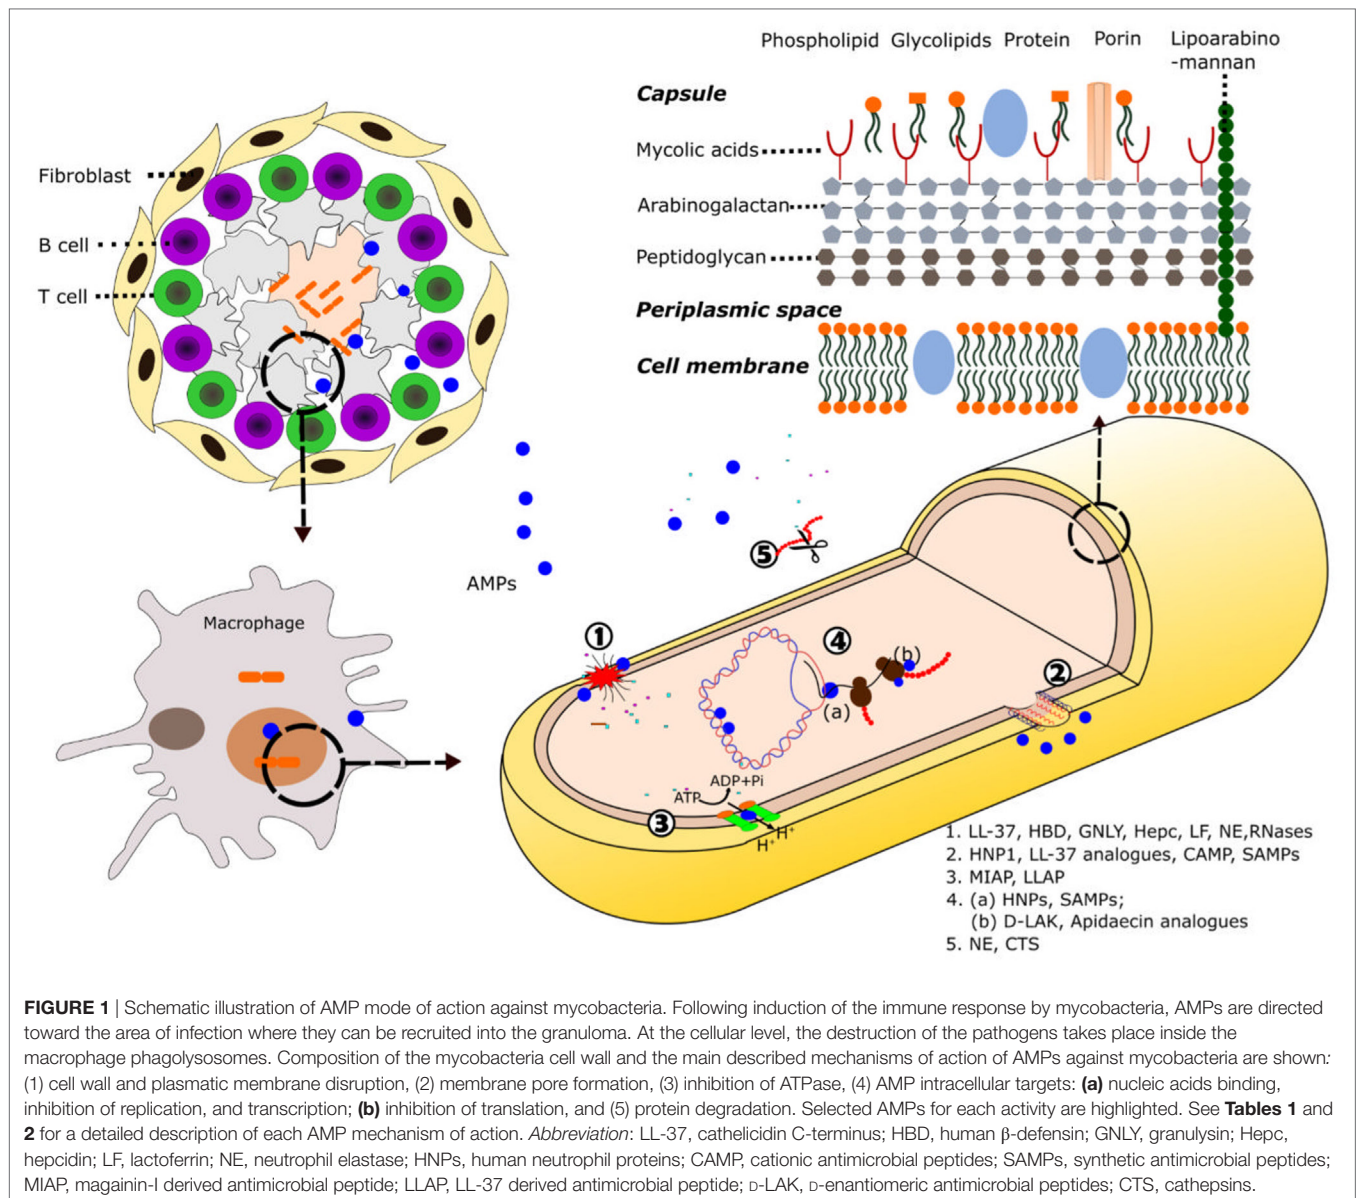 Phospholipid Glycolipids Protein Porin Lipoarabino
-mannan
Capsule
Mycolic acids
Arabinogalactan
Peptidoglycan
Periplasmic space
Cell membrane
Fibroblast
B cell
T cell
AMPs
Macrophage
1
2
3
4
5
(a)
(b)
ATP
ADP+Pi
H+
H+
1. LL-37, HBD, GNLY, Hepc, LF, NE,RNases
2. HNP1, LL-37 analogues, CAMP, SAMPs
3. MIAP, LLAP
4. (a) HNPs, SAMPs;
(b) D-LAK, Apidaecin analogues
5. NE, CTS
FIGURE 1 | Schematic illustration of AMP mode of action against mycobacteria. Following induction of the immune response by mycobacteria, AMPs are directed
toward the area of infection where they can be recruited into the granuloma. At the cellular level, the destruction of the pathogens takes place inside the
macrophage phagolysosomes. Composition of the mycobacteria cell wall and the main described mechanisms of action of AMPs against mycobacteria are shown:
(1) cell wall and plasmatic membrane disruption, (2) membrane pore formation, (3) inhibition of ATPase, (4) AMP intracellular targets: (a) nucleic acids binding,
inhibition of replication, and transcription; (b) inhibition of translation, and (5) protein degradation. Selected AMPs for each activity are highlighted. See Tables 1 and
2 for a detailed description of each AMP mechanism of action. Abbreviation: LL-37, cathelicidin C-terminus; HBD, human β-defensin; GNLY, granulysin; Hepc,
hepcidin; LF, lactoferrin; NE, neutrophil elastase; HNPs, human neutrophil proteins; CAMP, cationic antimicrobial peptides; SAMPs, synthetic antimicrobial peptides;
MIAP, magainin-I derived antimicrobial peptide; LLAP, LL-37 derived antimicrobial peptide; D-LAK, D-enantiomeric antimicrobial peptides; CTS, cathepsins.